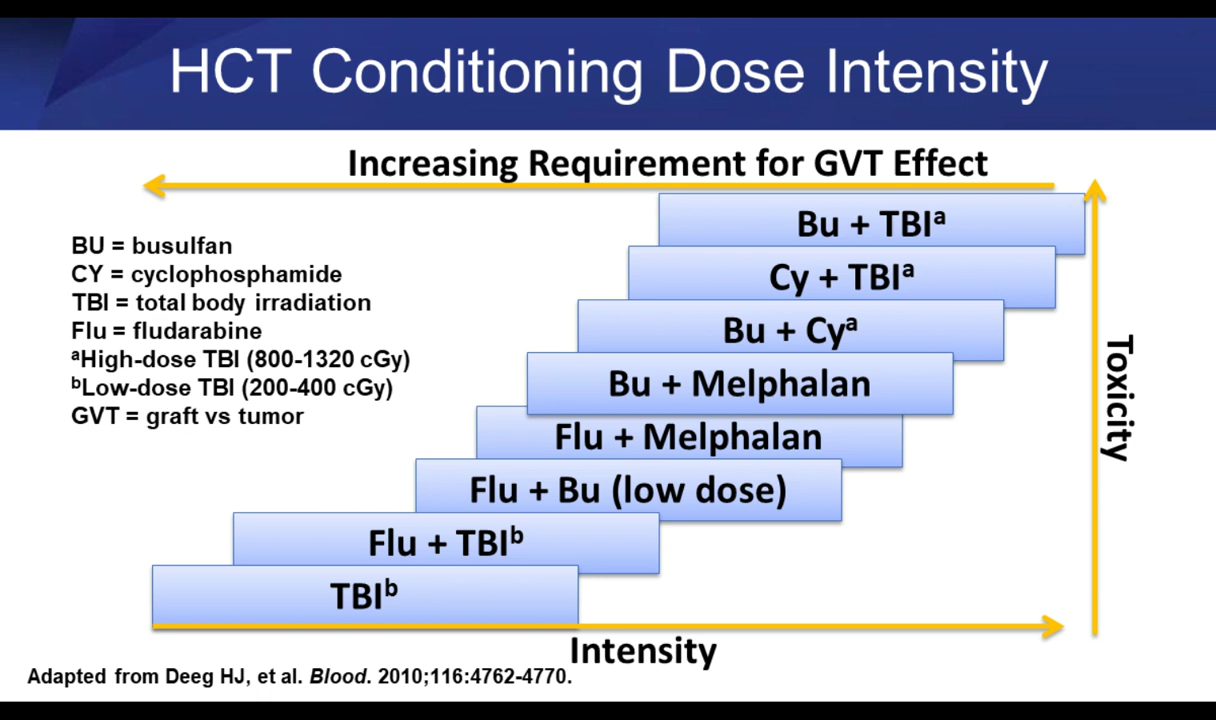 HCT Conditioning Dose Intensity
Increasing Requirement for GVT Effect
BU = busulfan
CY = cyclophosphamide
TBI = total body irradiation
Flu = fludarabine
ᵃHigh-dose TBI (800-1320 cGy)
ᵇLow-dose TBI (200-400 cGy)
GVT = graft vs tumor
Bu + TBIᵃ
Cy + TBIᵃ
Bu + Cyᵃ
Bu + Melphalan
Flu + Melphalan
Flu + Bu (low dose)
Flu + TBIᵇ
TBIᵇ
Toxicity
Intensity
Adapted from Deeg HJ, et al. Blood. 2010;116:4762-4770.